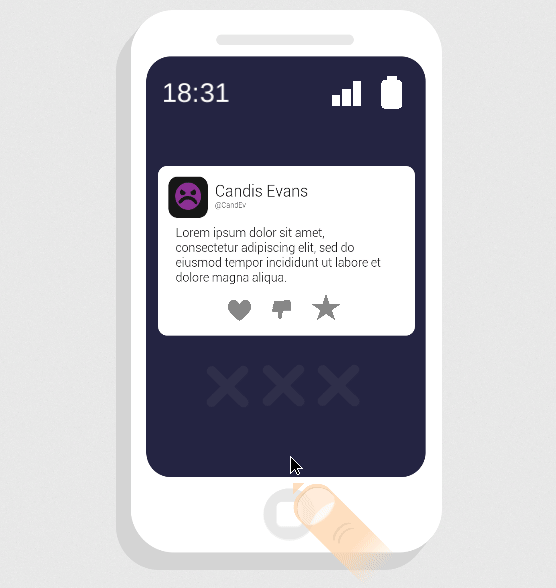 18:31
Candis Evans
@CandEv
Lorem ipsum dolor sit amet,
consectetur adipiscing elit, sed do
eiusmod tempor incididunt ut labore et
dolore magna aliqua.